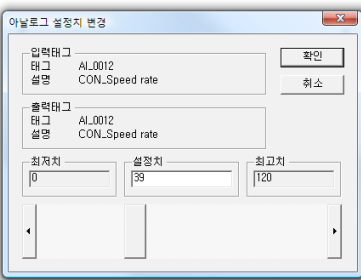 아날로그 설정치 변경
입력태그
태그 AI_0012
설명 CON_Speed rate
확인
취소
출력태그
태그 AI_0012
설명 CON_Speed rate
최저치 설정치 최고치
0 39 120